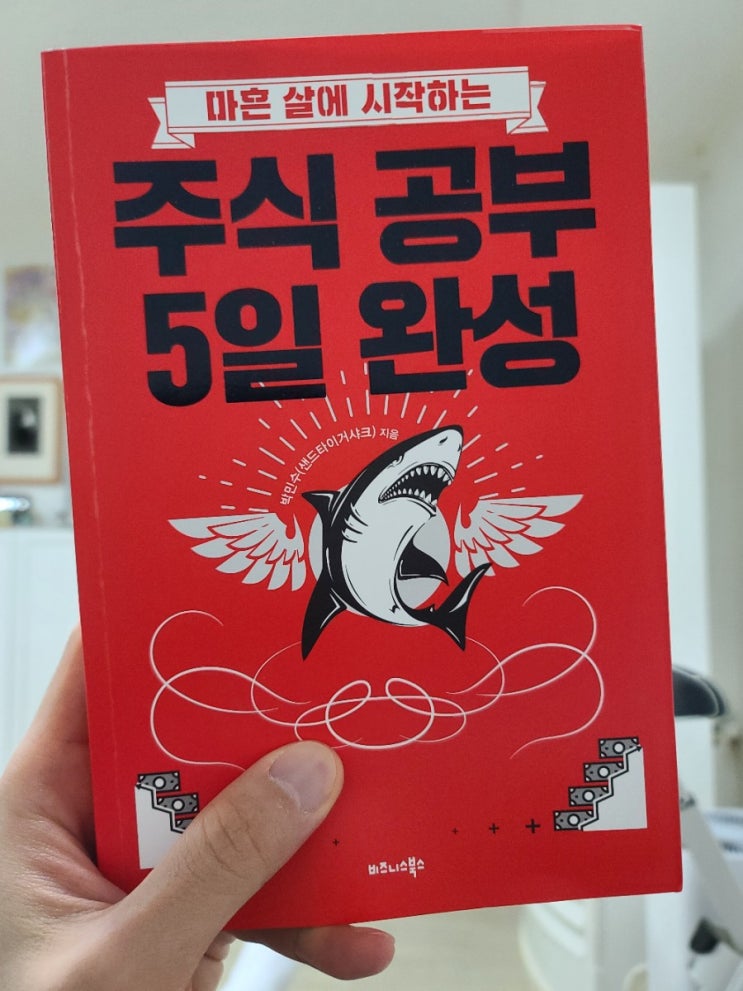 마흔 살에 시작하는
주식 공부
5일 완성
박민수(샌드타이거샤크) 지음
비즈니스북스